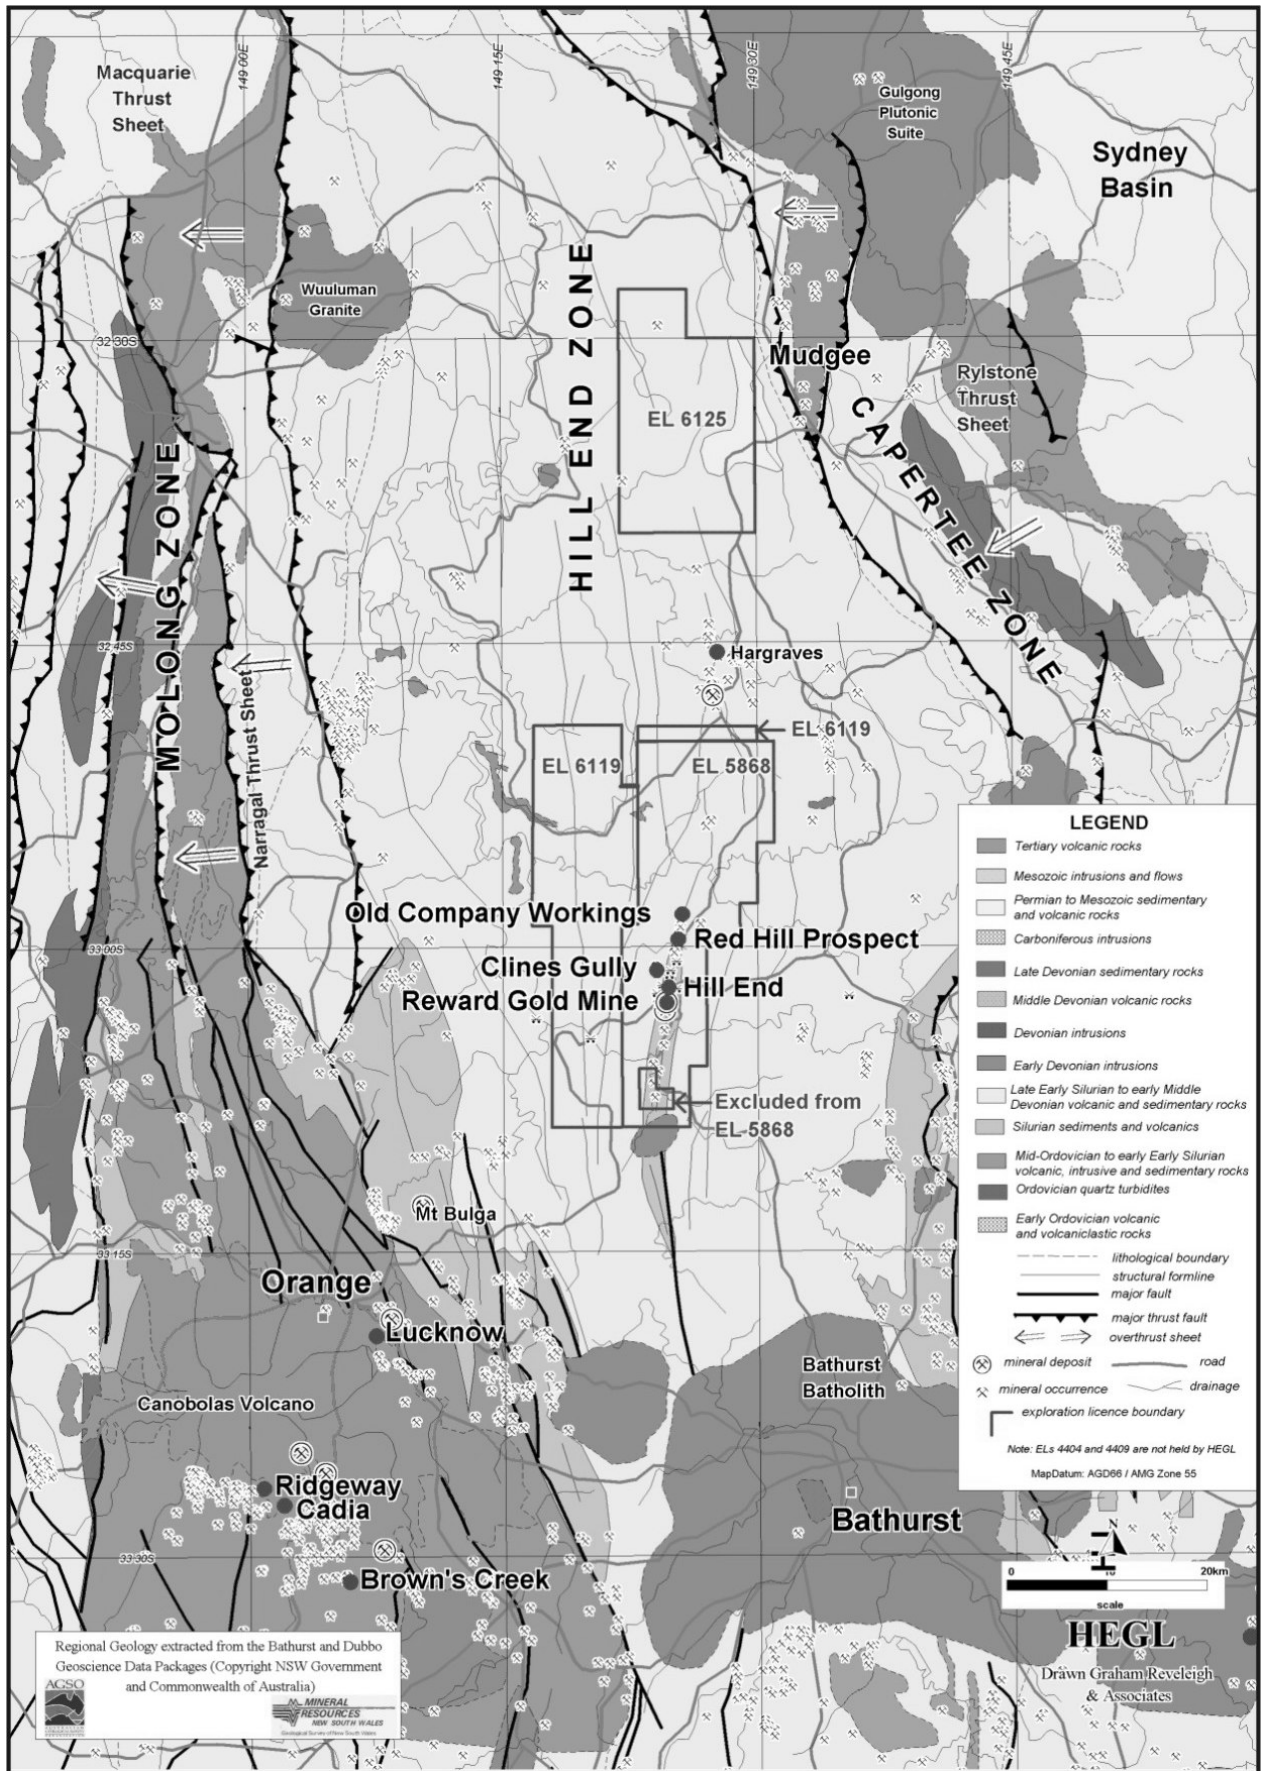 Macquarie
Thrust
Sheet
149 00E
149 15E
149 30E
149 45E
Gulgong
Plutonic
Suite
Sydney
Basin
Wuuluman
Granite
HILL END ZONE
32 30S
Mudgee
Rylstone
Thrust
Sheet
EL 6125
CAPERTEE ZONE
MOLONG ZONE
32 45S
Hargraves
Narragal Thrust Sheet
EL 6119
EL 6119
EL 5868
Old Company Workings
Red Hill Prospect
33 00S
Clines Gully
Hill End
Reward Gold Mine
Excluded from
EL 5868
Mt Bulga
33 15S
Orange
Lucknow
Bathurst
Batholith
Canobolas Volcano
Ridgeway
Cadia
Bathurst
33 30S
Brown's Creek
LEGEND
Tertiary volcanic rocks
Mesozoic intrusions and flows
Permian to Mesozoic sedimentary
and volcanic rocks
Carboniferous intrusions
Late Devonian sedimentary rocks
Middle Devonian volcanic rocks
Devonian intrusions
Early Devonian intrusions
Late Early Silurian to early Middle
Devonian volcanic and sedimentary rocks
Silurian sediments and volcanics
Mid-Ordovician to early Early Silurian
volcanic, intrusive and sedimentary rocks
Ordovician quartz turbidites
Early Ordovician volcanic
and volcaniclastic rocks
lithological boundary
structural formline
major fault
major thrust fault
overthrust sheet
mineral deposit
road
mineral occurrence
drainage
exploration licence boundary
Note: ELs 4404 and 4409 are not held by HEGL
MapDatum: AGD66 / AMG Zone 55
N
0 10 20km
scale
HEGL
Drawn Graham Reveleigh
& Associates
Regional Geology extracted from the Bathurst and Dubbo
Geoscience Data Packages (Copyright NSW Government
and Commonwealth of Australia)
AGSO
MINERAL
RESOURCES
NEW SOUTH WALES
Geological Survey of New South Wales